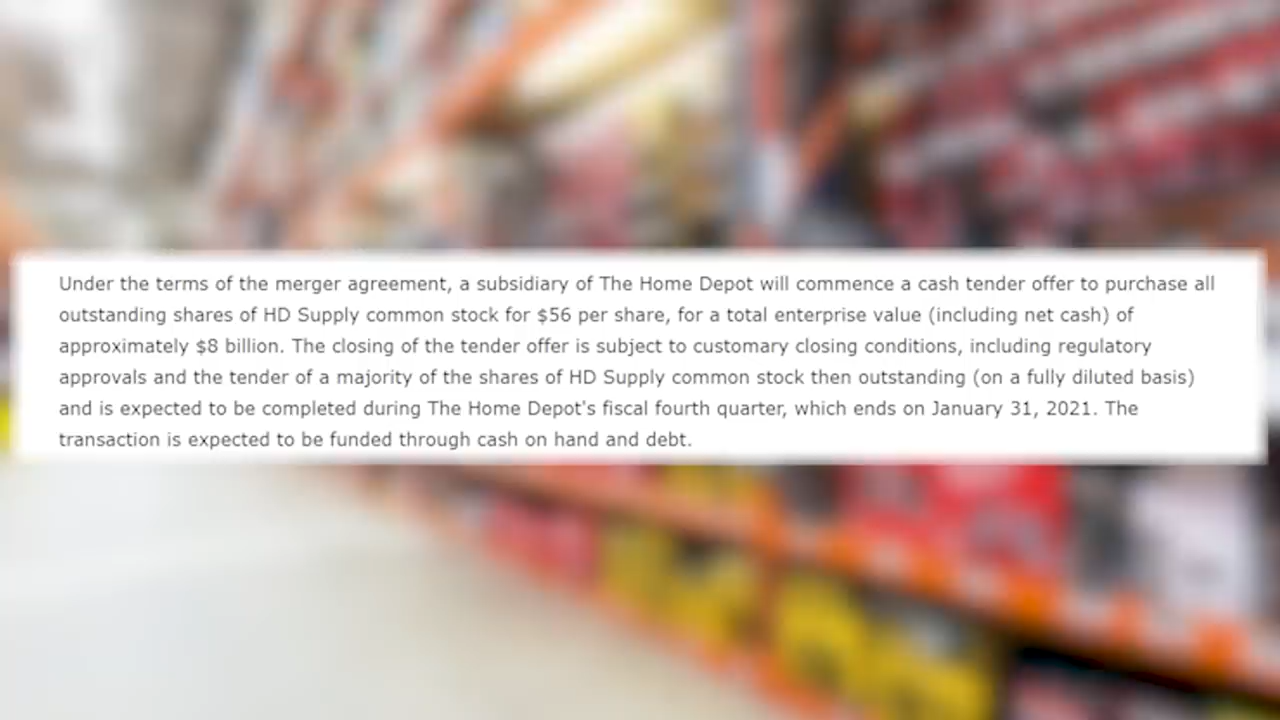 Under the terms of the merger agreement, a subsidiary of The Home Depot will commence a cash tender offer to purchase all
outstanding shares of HD Supply common stock for $56 per share, for a total enterprise value (including net cash) of
approximately $8 billion. The closing of the tender offer is subject to customary closing conditions, including regulatory
approvals and the tender of a majority of the shares of HD Supply common stock then outstanding (on a fully diluted basis)
and is expected to be completed during The Home Depot's fiscal fourth quarter, which ends on January 31, 2021. The
transaction is expected to be funded through cash on hand and debt.